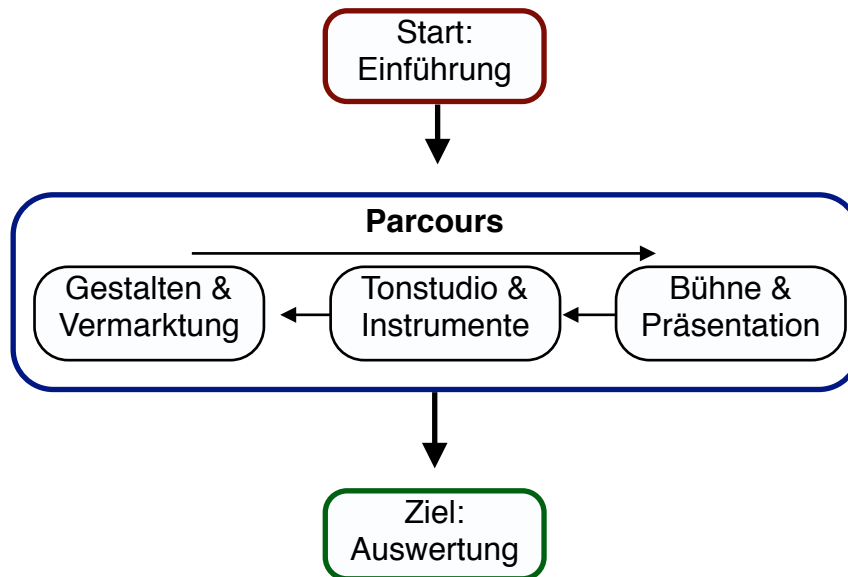 Start:
Einführung
Parcours
Gestalten &
Vermarktung
Tonstudio &
Instrumente
Bühne &
Präsentation
Ziel:
Auswertung